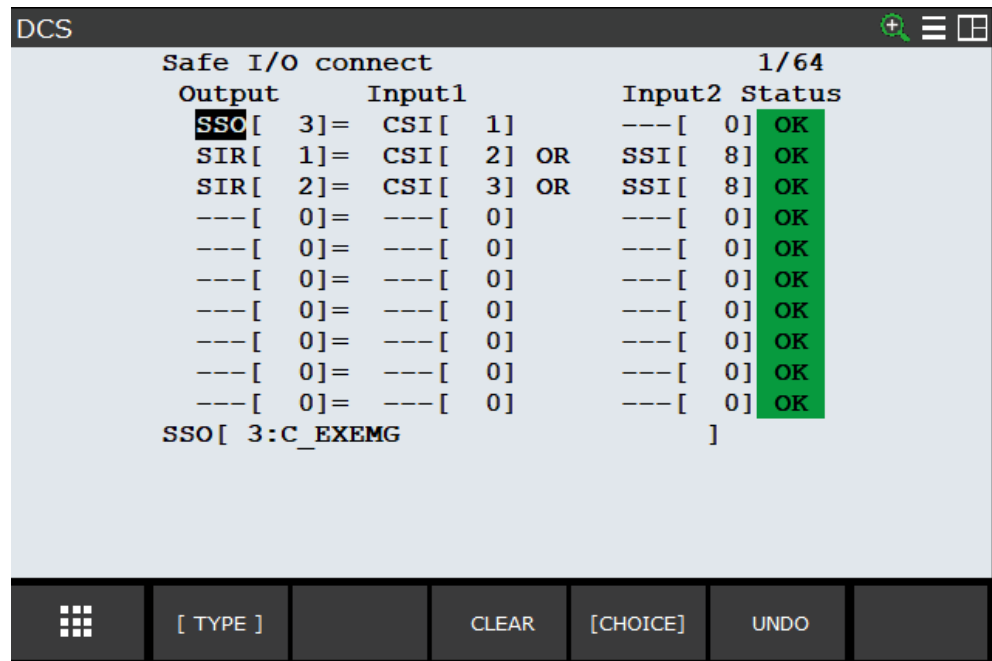 DCS
Safe I/O connect 1/64
Output Input1 Input2 Status
SSO[ 3]= CSI[ 1] ---[ 0] OK
SIR[ 1]= CSI[ 2] OR SSI[ 8] OK
SIR[ 2]= CSI[ 3] OR SSI[ 8] OK
---[ 0]= ---[ 0] ---[ 0] OK
---[ 0]= ---[ 0] ---[ 0] OK
---[ 0]= ---[ 0] ---[ 0] OK
---[ 0]= ---[ 0] ---[ 0] OK
---[ 0]= ---[ 0] ---[ 0] OK
---[ 0]= ---[ 0] ---[ 0] OK
---[ 0]= ---[ 0] ---[ 0] OK
SSO[ 3:C_EXEMG ]
[ TYPE ] CLEAR [CHOICE] UNDO